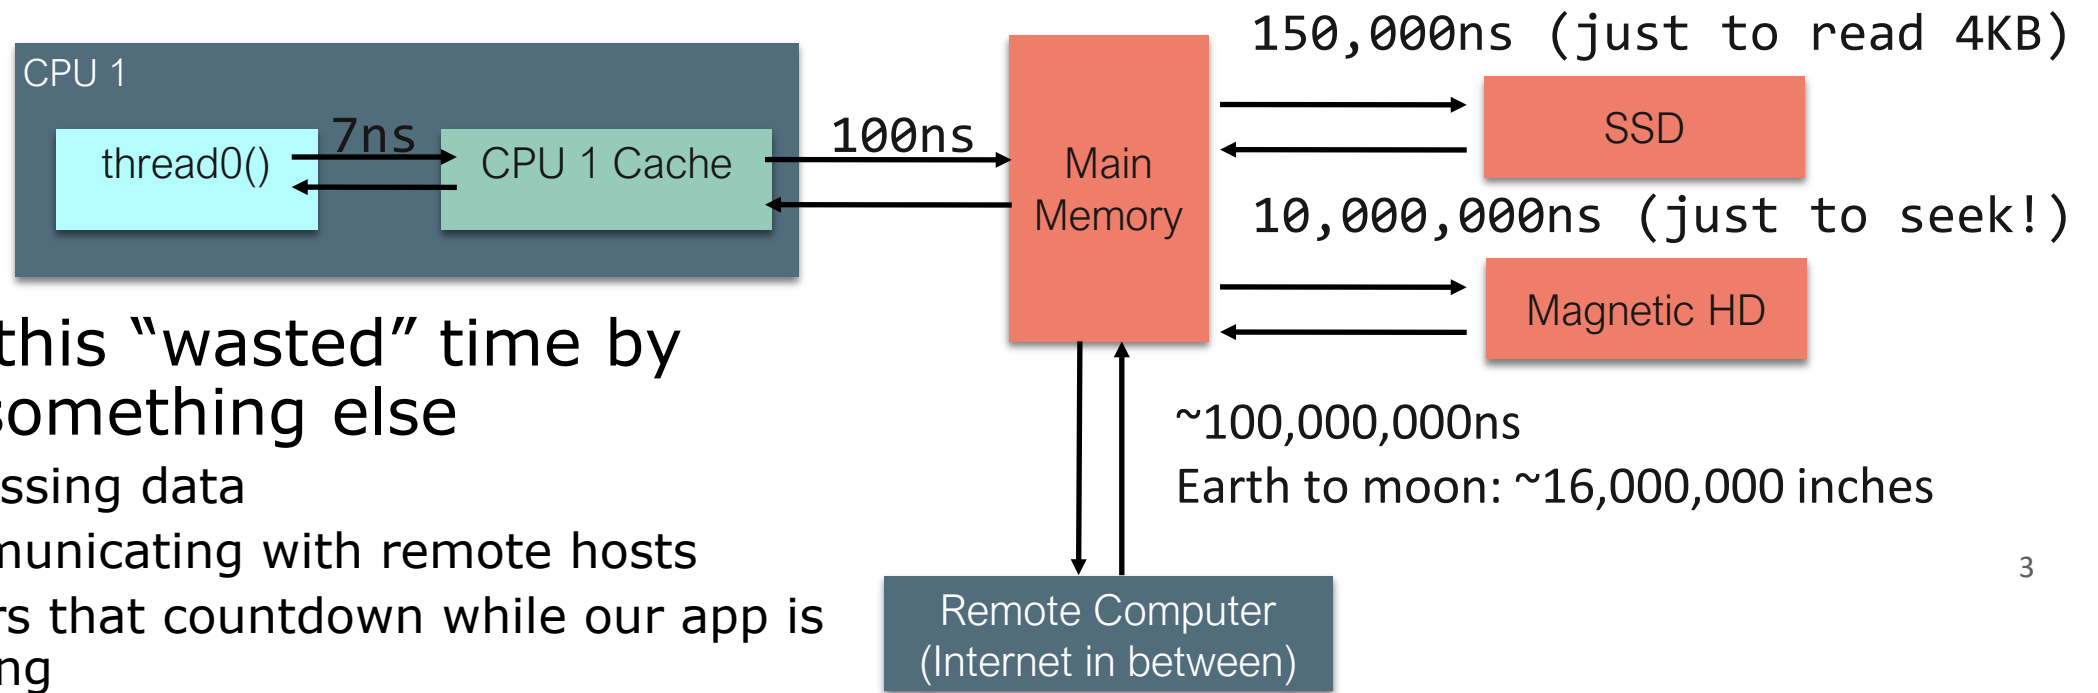 150,000ns (just to read 4KB)
CPU 1
7ns
thread0()
CPU 1 Cache
100ns
Main
Memory
SSD
10,000,000ns (just to seek!)
Magnetic HD
this “wasted” time by
something else
ssing data
municating with remote hosts
rs that countdown while our app is
ng
~100,000,000ns
Earth to moon: ~16,000,000 inches
3
Remote Computer
(Internet in between)